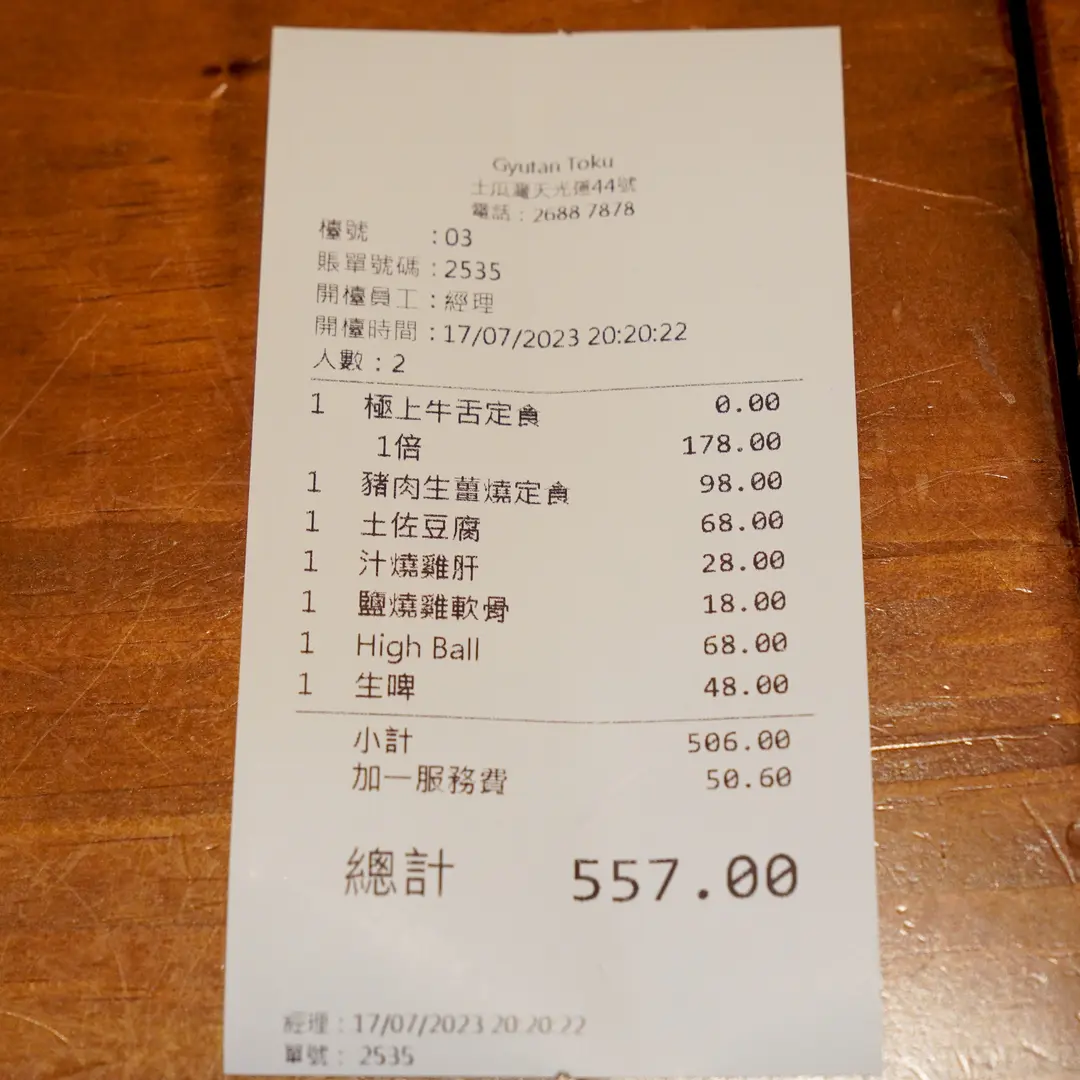 Gyutan Toku
土瓜灣天光道44號
電話：2688 7878
檯號 : 03
賬單號碼 : 2535
開檯員工 : 經理
開檯時間 : 17/07/2023 20:20:22
人數 : 2
1 極上牛舌定食 0.00
1倍 178.00
1 豬肉生薑燒定食 98.00
1 土佐豆腐 68.00
1 汁燒雞肝 28.00
1 鹽燒雞軟骨 18.00
1 High Ball 68.00
1 生啤 48.00
小計 506.00
加一服務費 50.60
總計 557.00
經理 : 17/07/2023 20:20:22
單號 : 2535